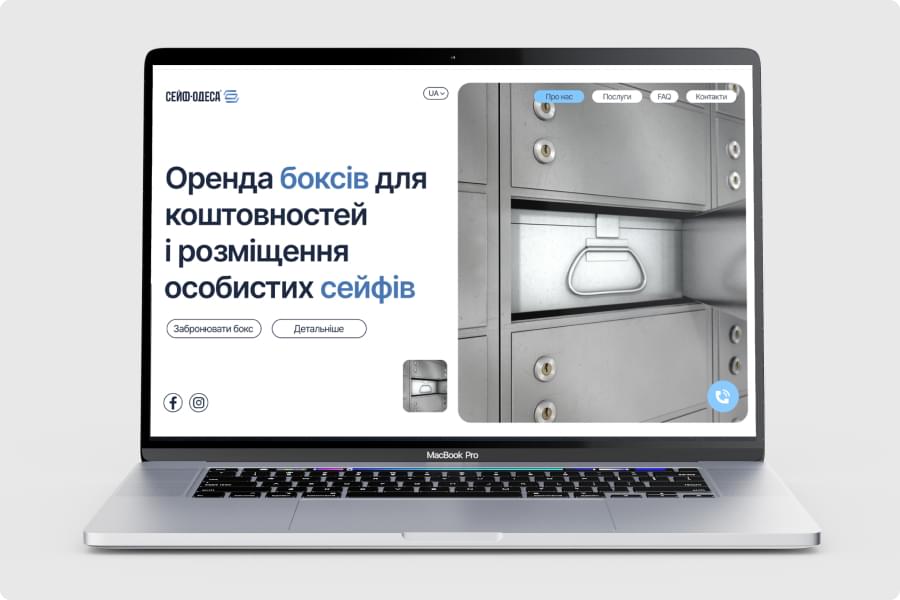 СЕЙФ·ОДЕСА
UA
Про нас
Послуги
FAQ
Контакти
Оренда боксів для
коштовностей
і розміщення
особистих сейфів
Забронювати бокс
Детальніше
MacBook Pro